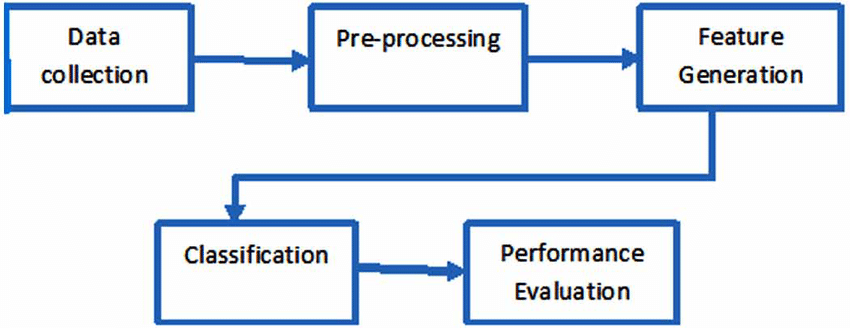 Data
collection
Pre-processing
Feature
Generation
Classification
Performance
Evaluation